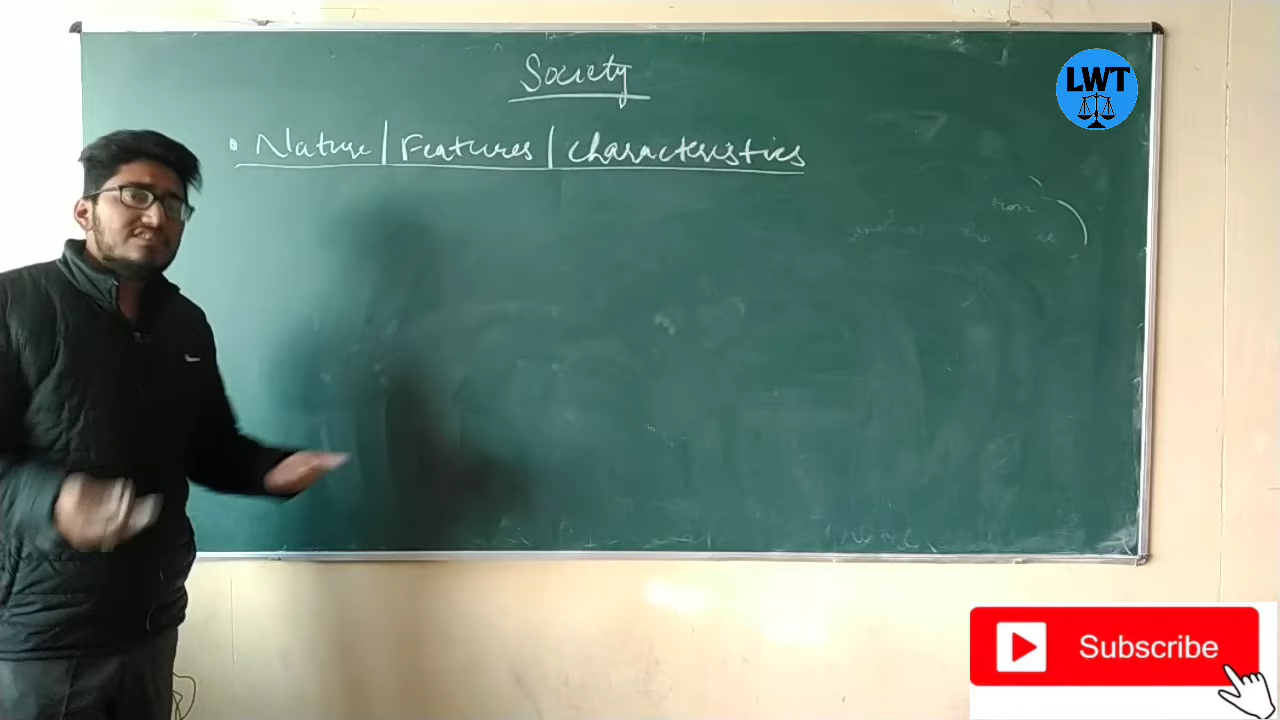 Society
LWT
• Nature | Features | Characteristics
Subscribe